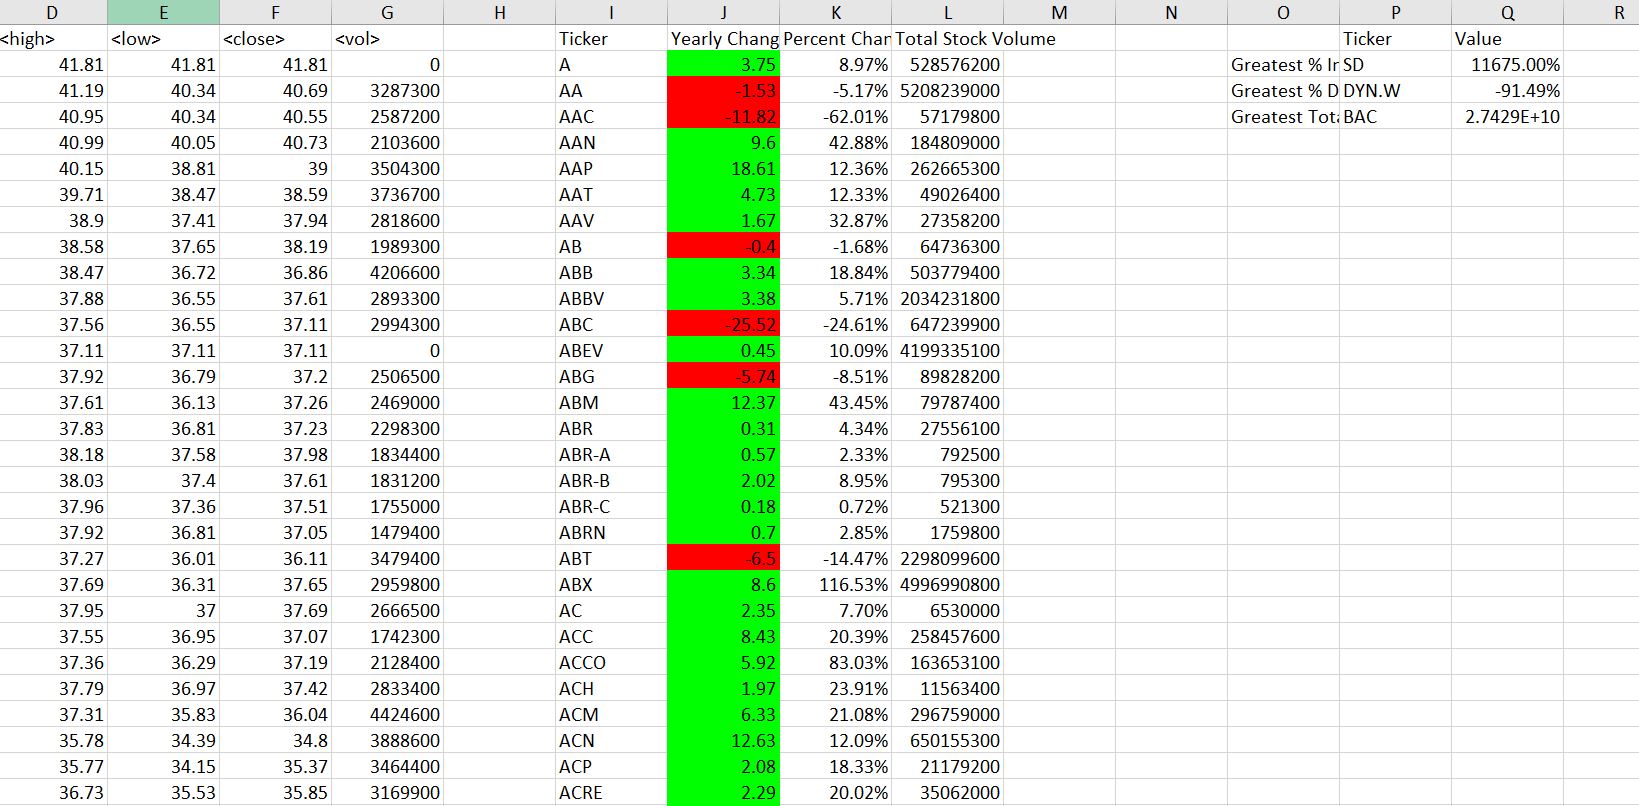 D E F G H I J K L M N O P Q R
<high> <low> <close> <vol> Ticker Yearly Chang Percent Chan Total Stock Volume Ticker Value
41.81 41.81 41.81 0 A 3.75 8.97% 528576200 Greatest % Ir SD 11675.00%
41.19 40.34 40.69 3287300 AA -1.53 -5.17% 5208239000 Greatest % D DYN.W -91.49%
40.95 40.34 40.55 2587200 AAC -11.82 -62.01% 57179800 Greatest Tota BAC 2.7429E+10
40.99 40.05 40.73 2103600 AAN 9.6 42.88% 184809000
40.15 38.81 39 3504300 AAP 18.61 12.36% 262665300
39.71 38.47 38.59 3736700 AAT 4.73 12.33% 49026400
38.9 37.41 37.94 2818600 AAV 1.67 32.87% 27358200
38.58 37.65 38.19 1989300 AB -0.4 -1.68% 64736300
38.47 36.72 36.86 4206600 ABB 3.34 18.84% 503779400
37.88 36.55 37.61 2893300 ABBV 3.38 5.71% 2034231800
37.56 36.55 37.11 2994300 ABC -25.52 -24.61% 647239900
37.11 37.11 37.11 0 ABEV 0.45 10.09% 4199335100
37.92 36.79 37.2 2506500 ABG -5.74 -8.51% 89828200
37.61 36.13 37.26 2469000 ABM 12.37 43.45% 79787400
37.83 36.81 37.23 2298300 ABR 0.31 4.34% 27556100
38.18 37.58 37.98 1834400 ABR-A 0.57 2.33% 792500
38.03 37.4 37.61 1831200 ABR-B 2.02 8.95% 795300
37.96 37.36 37.51 1755000 ABR-C 0.18 0.72% 521300
37.92 36.81 37.05 1479400 ABRN 0.7 2.85% 1759800
37.27 36.01 36.11 3479400 ABT -6.5 -14.47% 2298099600
37.69 36.31 37.65 2959800 ABX 8.6 116.53% 4996990800
37.95 37 37.69 2666500 AC 2.35 7.70% 6530000
37.55 36.95 37.07 1742300 ACC 8.43 20.39% 258457600
37.36 36.29 37.19 2128400 ACCO 5.92 83.03% 163653100
37.79 36.97 37.42 2833400 ACH 1.97 23.91% 11563400
37.31 35.83 36.04 4424600 ACM 6.33 21.08% 296759000
35.78 34.39 34.8 3888600 ACN 12.63 12.09% 650155300
35.77 34.15 35.37 3464400 ACP 2.08 18.33% 21179200
36.73 35.53 35.85 3169900 ACRE 2.29 20.02% 35062000